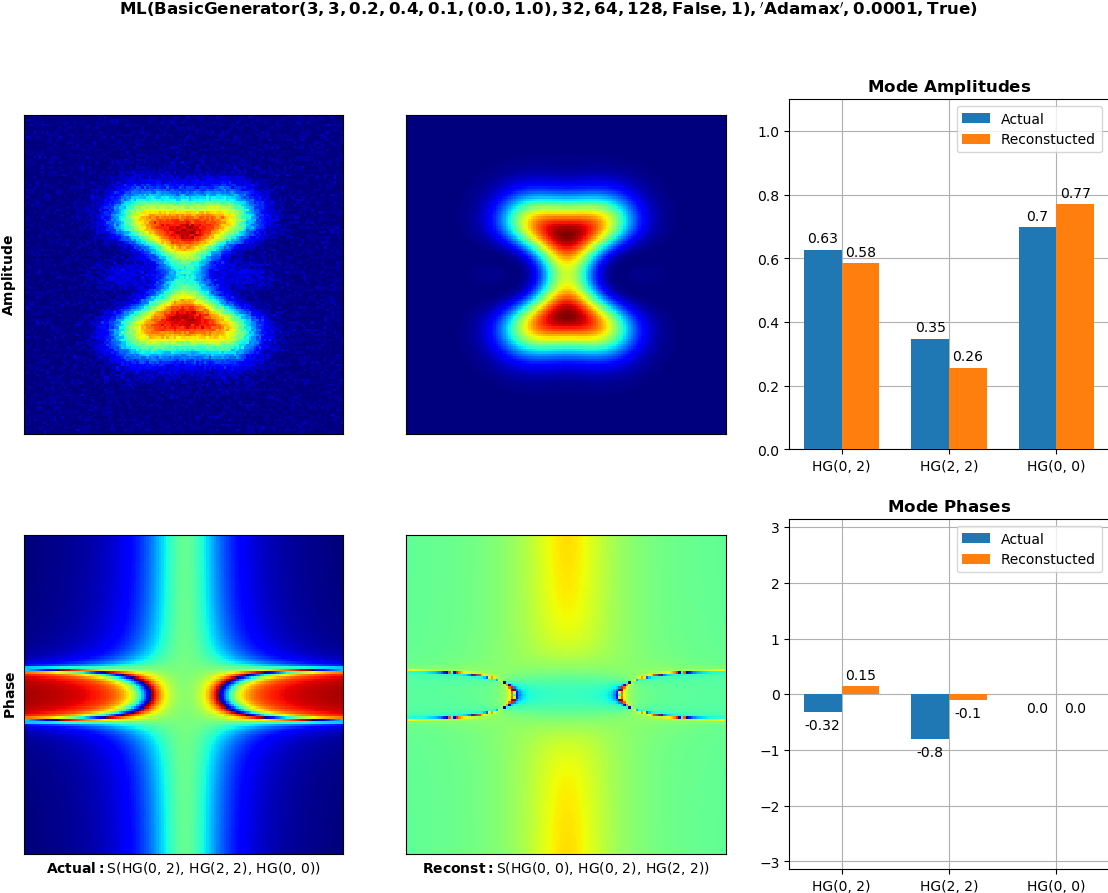 ML(BasicGenerator(3, 3, 0.2, 0.4, 0.1, (0.0, 1.0), 32, 64, 128, False, 1), ′Adamax′, 0.0001, True)
Amplitude
Mode Amplitudes
Actual
Reconstucted
1.0
0.8
0.6
0.4
0.2
0.0
0.63
0.58
0.35
0.26
0.7
0.77
HG(0, 2)
HG(2, 2)
HG(0, 0)
Phase
Actual: S(HG(0, 2), HG(2, 2), HG(0, 0))
Reconst: S(HG(0, 0), HG(0, 2), HG(2, 2))
Mode Phases
Actual
Reconstucted
3
2
1
0
−1
−2
−3
-0.32
0.15
-0.8
-0.1
0.0
0.0
HG(0, 2)
HG(2, 2)
HG(0, 0)